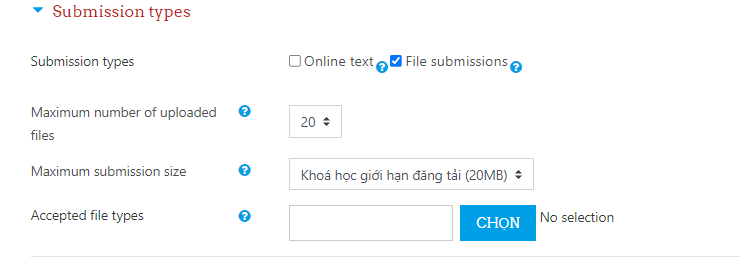 Submission types
Submission types Online text File submissions
Maximum number of uploaded
files
20
Maximum submission size Khoá học giới hạn đăng tải (20MB)
Accepted file types CHỌN No selection